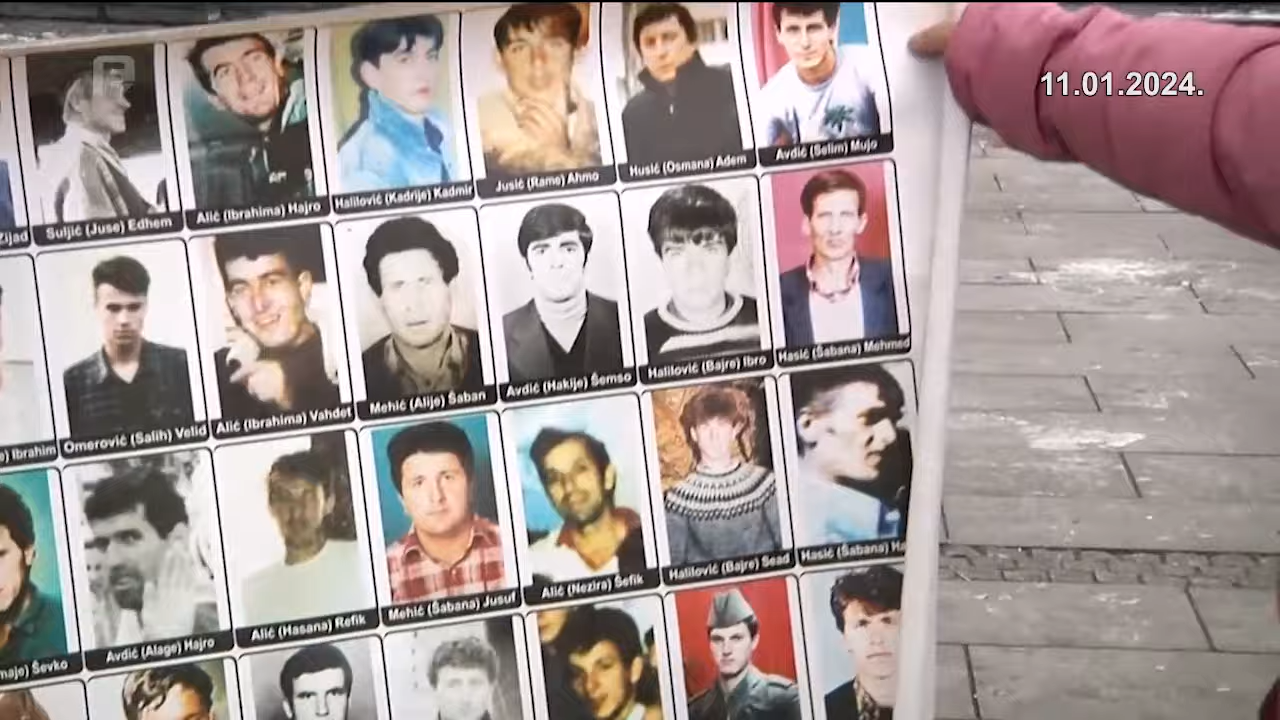 11.01.2024.
Zijad
Suljić (Juse) Edhem
Alić (Ibrahima) Hajro
Halilović (Kadrije) Kadmir
Jusić (Rame) Ahmo
Husić (Osmana) Adem
Avdić (Selim) Mujo
Ibrahim
Omerović (Salih) Velid
Alić (Ibrahima) Vahdet
Mehić (Alije) Šaban
Avdić (Hakije) Šemso
Halilović (Bajre) Ibro
Hasić (Šabana) Mehmed
Ševko
Avdić (Alage) Hajro
Alić (Hasana) Refik
Mehić (Šabana) Jusuf
Alić (Nezira) Šefik
Halilović (Bajre) Sead
Hasić (Šabana) Ha